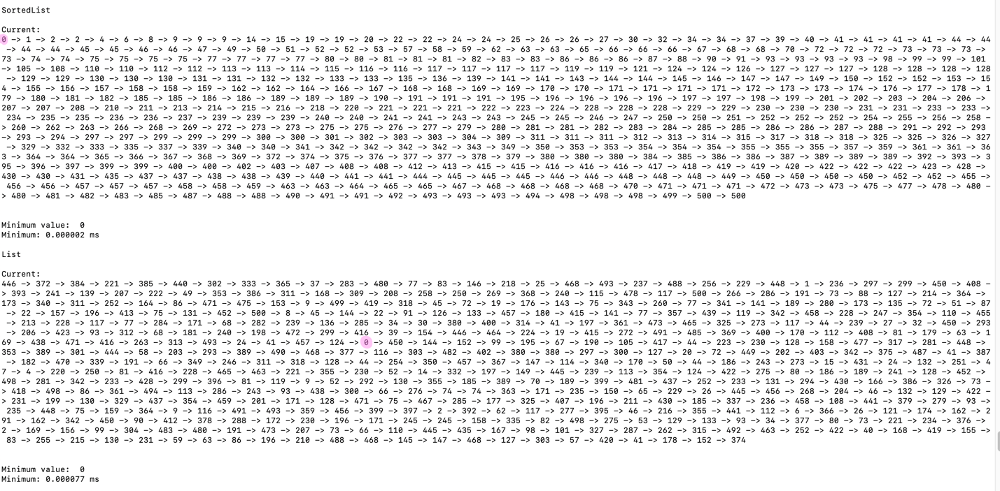 SortedList
Current:
0 -> 1 -> 2 -> 2 -> 4 -> 6 -> 8 -> 9 -> 9 -> 9 -> 14 -> 15 -> 19 -> 19 -> 20 -> 22 -> 22 -> 24 -> 24 -> 25 -> 26 -> 26 -> 27 -> 30 -> 32 -> 34 -> 34 -> 37 -> 39 -> 40 -> 41 -> 41 -> 41 -> 41 -> 44 -> 44
-> 44 -> 44 -> 45 -> 45 -> 46 -> 46 -> 47 -> 49 -> 50 -> 51 -> 52 -> 52 -> 53 -> 57 -> 58 -> 59 -> 62 -> 63 -> 63 -> 65 -> 66 -> 66 -> 66 -> 67 -> 68 -> 68 -> 70 -> 72 -> 72 -> 72 -> 73 -> 73 -> 73 ->
73 -> 74 -> 74 -> 75 -> 75 -> 75 -> 75 -> 77 -> 77 -> 77 -> 77 -> 80 -> 80 -> 81 -> 81 -> 81 -> 82 -> 83 -> 83 -> 86 -> 86 -> 86 -> 87 -> 88 -> 90 -> 91 -> 93 -> 93 -> 93 -> 93 -> 98 -> 99 -> 99 -> 101
-> 105 -> 108 -> 110 -> 110 -> 112 -> 112 -> 113 -> 113 -> 114 -> 115 -> 116 -> 116 -> 117 -> 117 -> 117 -> 117 -> 119 -> 119 -> 121 -> 124 -> 124 -> 126 -> 127 -> 127 -> 127 -> 128 -> 128 -> 128 -> 128
-> 129 -> 129 -> 130 -> 130 -> 130 -> 131 -> 131 -> 132 -> 132 -> 133 -> 133 -> 135 -> 136 -> 139 -> 141 -> 141 -> 143 -> 144 -> 144 -> 145 -> 146 -> 147 -> 147 -> 149 -> 150 -> 152 -> 152 -> 153 -> 15
4 -> 155 -> 156 -> 157 -> 158 -> 158 -> 159 -> 162 -> 162 -> 164 -> 166 -> 167 -> 168 -> 168 -> 169 -> 169 -> 170 -> 170 -> 171 -> 171 -> 171 -> 171 -> 172 -> 173 -> 173 -> 174 -> 176 -> 177 -> 178 -> 1
79 -> 180 -> 181 -> 182 -> 185 -> 185 -> 186 -> 186 -> 189 -> 189 -> 189 -> 190 -> 191 -> 191 -> 191 -> 195 -> 196 -> 196 -> 196 -> 196 -> 197 -> 197 -> 198 -> 199 -> 201 -> 202 -> 203 -> 204 -> 206 ->
207 -> 207 -> 208 -> 210 -> 211 -> 213 -> 214 -> 215 -> 216 -> 218 -> 220 -> 221 -> 221 -> 221 -> 222 -> 223 -> 224 -> 228 -> 228 -> 228 -> 229 -> 229 -> 230 -> 230 -> 230 -> 231 -> 231 -> 233 -> 233 ->
234 -> 235 -> 235 -> 236 -> 236 -> 237 -> 239 -> 239 -> 239 -> 240 -> 240 -> 241 -> 241 -> 243 -> 243 -> 245 -> 245 -> 246 -> 247 -> 250 -> 250 -> 251 -> 252 -> 252 -> 252 -> 254 -> 255 -> 256 -> 258 -
> 260 -> 262 -> 263 -> 266 -> 268 -> 269 -> 272 -> 273 -> 273 -> 275 -> 275 -> 276 -> 277 -> 279 -> 280 -> 281 -> 281 -> 282 -> 283 -> 284 -> 285 -> 285 -> 286 -> 286 -> 287 -> 288 -> 291 -> 292 -> 293
-> 293 -> 294 -> 297 -> 297 -> 299 -> 299 -> 299 -> 300 -> 300 -> 301 -> 302 -> 303 -> 303 -> 304 -> 309 -> 311 -> 311 -> 311 -> 312 -> 313 -> 314 -> 315 -> 317 -> 318 -> 318 -> 325 -> 325 -> 326 -> 327
-> 329 -> 332 -> 333 -> 335 -> 337 -> 339 -> 340 -> 340 -> 341 -> 342 -> 342 -> 342 -> 342 -> 343 -> 349 -> 350 -> 353 -> 353 -> 354 -> 354 -> 354 -> 355 -> 355 -> 355 -> 357 -> 359 -> 361 -> 361 -> 36
3 -> 364 -> 364 -> 365 -> 366 -> 367 -> 368 -> 369 -> 372 -> 374 -> 375 -> 376 -> 377 -> 377 -> 378 -> 379 -> 380 -> 380 -> 380 -> 384 -> 385 -> 386 -> 386 -> 387 -> 389 -> 389 -> 389 -> 392 -> 393 -> 3
95 -> 396 -> 397 -> 399 -> 399 -> 400 -> 400 -> 402 -> 403 -> 407 -> 408 -> 408 -> 412 -> 413 -> 415 -> 415 -> 416 -> 416 -> 416 -> 417 -> 418 -> 419 -> 419 -> 420 -> 422 -> 422 -> 422 -> 423 -> 428 ->
430 -> 430 -> 431 -> 435 -> 437 -> 437 -> 438 -> 438 -> 439 -> 440 -> 441 -> 441 -> 444 -> 445 -> 445 -> 446 -> 446 -> 448 -> 448 -> 448 -> 449 -> 450 -> 450 -> 450 -> 450 -> 452 -> 452 -> 455 ->
456 -> 456 -> 457 -> 457 -> 457 -> 458 -> 458 -> 459 -> 463 -> 463 -> 464 -> 465 -> 465 -> 467 -> 468 -> 468 -> 468 -> 468 -> 470 -> 471 -> 471 -> 471 -> 472 -> 473 -> 473 -> 475 -> 477 -> 478 -> 480 -
> 480 -> 481 -> 482 -> 483 -> 485 -> 487 -> 488 -> 488 -> 490 -> 491 -> 491 -> 492 -> 493 -> 493 -> 493 -> 494 -> 498 -> 498 -> 498 -> 499 -> 500 -> 500
Minimum value:  0
Minimum: 0.000002 ms
List
Current:
446 -> 372 -> 384 -> 221 -> 385 -> 440 -> 302 -> 333 -> 365 -> 37 -> 283 -> 480 -> 77 -> 83 -> 146 -> 218 -> 25 -> 468 -> 493 -> 237 -> 488 -> 256 -> 229 -> 448 -> 1 -> 236 -> 297 -> 299 -> 450 -> 408 -
> 393 -> 241 -> 139 -> 207 -> 222 -> 49 -> 353 -> 386 -> 311 -> 168 -> 309 -> 208 -> 258 -> 250 -> 269 -> 368 -> 240 -> 115 -> 478 -> 117 -> 500 -> 266 -> 286 -> 191 -> 73 -> 88 -> 127 -> 214 -> 364 ->
173 -> 340 -> 311 -> 252 -> 164 -> 86 -> 471 -> 475 -> 153 -> 9 -> 499 -> 419 -> 318 -> 45 -> 72 -> 19 -> 176 -> 143 -> 75 -> 343 -> 260 -> 77 -> 341 -> 141 -> 189 -> 280 -> 173 -> 135 -> 72 -> 51 -> 87
-> 22 -> 157 -> 196 -> 413 -> 75 -> 131 -> 452 -> 500 -> 8 -> 45 -> 144 -> 22 -> 91 -> 126 -> 133 -> 457 -> 180 -> 415 -> 141 -> 77 -> 357 -> 439 -> 119 -> 342 -> 458 -> 228 -> 247 -> 354 -> 110 -> 455
-> 213 -> 228 -> 117 -> 77 -> 284 -> 171 -> 68 -> 282 -> 239 -> 136 -> 285 -> 34 -> 30 -> 380 -> 400 -> 314 -> 41 -> 197 -> 361 -> 473 -> 465 -> 325 -> 273 -> 117 -> 44 -> 239 -> 27 -> 32 -> 450 -> 293
-> 206 -> 423 -> 93 -> 312 -> 68 -> 181 -> 240 -> 198 -> 472 -> 299 -> 416 -> 39 -> 154 -> 446 -> 464 -> 224 -> 19 -> 415 -> 272 -> 491 -> 485 -> 369 -> 400 -> 170 -> 112 -> 408 -> 81 -> 179 -> 63 -> 1
69 -> 438 -> 471 -> 416 -> 263 -> 313 -> 493 -> 24 -> 41 -> 457 -> 124 -> 0 -> 450 -> 144 -> 152 -> 99 -> 195 -> 67 -> 190 -> 105 -> 417 -> 44 -> 223 -> 230 -> 128 -> 158 -> 477 -> 317 -> 281 -> 448 ->
353 -> 389 -> 301 -> 444 -> 58 -> 203 -> 293 -> 389 -> 490 -> 468 -> 377 -> 116 -> 303 -> 482 -> 402 -> 380 -> 380 -> 297 -> 300 -> 127 -> 20 -> 72 -> 449 -> 202 -> 403 -> 342 -> 375 -> 487 -> 41 -> 387
-> 182 -> 470 -> 339 -> 191 -> 66 -> 349 -> 246 -> 311 -> 318 -> 128 -> 44 -> 254 -> 350 -> 457 -> 367 -> 147 -> 114 -> 340 -> 170 -> 50 -> 44 -> 186 -> 243 -> 273 -> 15 -> 431 -> 24 -> 132 -> 251 -> 4
7 -> 4 -> 220 -> 250 -> 81 -> 416 -> 228 -> 465 -> 463 -> 221 -> 355 -> 230 -> 52 -> 14 -> 332 -> 197 -> 149 -> 445 -> 239 -> 113 -> 354 -> 124 -> 422 -> 275 -> 80 -> 186 -> 189 -> 241 -> 128 -> 452 ->
498 -> 281 -> 342 -> 233 -> 428 -> 299 -> 396 -> 81 -> 119 -> 9 -> 52 -> 292 -> 130 -> 355 -> 185 -> 389 -> 70 -> 189 -> 399 -> 481 -> 437 -> 252 -> 233 -> 131 -> 294 -> 430 -> 166 -> 386 -> 326 -> 73 -
> 418 -> 498 -> 86 -> 361 -> 494 -> 113 -> 286 -> 243 -> 93 -> 438 -> 300 -> 66 -> 276 -> 74 -> 74 -> 363 -> 171 -> 235 -> 150 -> 65 -> 229 -> 26 -> 445 -> 456 -> 268 -> 204 -> 46 -> 132 -> 129 -> 422 -
> 231 -> 199 -> 130 -> 329 -> 437 -> 354 -> 459 -> 201 -> 171 -> 128 -> 471 -> 75 -> 467 -> 285 -> 177 -> 325 -> 407 -> 196 -> 211 -> 430 -> 185 -> 337 -> 236 -> 458 -> 108 -> 441 -> 379 -> 279 -> 93 ->
235 -> 448 -> 75 -> 159 -> 364 -> 9 -> 116 -> 491 -> 493 -> 359 -> 456 -> 399 -> 397 -> 2 -> 392 -> 62 -> 117 -> 277 -> 395 -> 46 -> 216 -> 355 -> 441 -> 112 -> 6 -> 366 -> 26 -> 121 -> 174 -> 162 -> 2
91 -> 162 -> 342 -> 450 -> 90 -> 412 -> 378 -> 288 -> 172 -> 230 -> 196 -> 171 -> 245 -> 245 -> 158 -> 335 -> 82 -> 498 -> 275 -> 53 -> 129 -> 133 -> 93 -> 34 -> 377 -> 80 -> 73 -> 221 -> 234 -> 376 ->
2 -> 169 -> 156 -> 99 -> 304 -> 483 -> 480 -> 191 -> 473 -> 207 -> 73 -> 66 -> 110 -> 445 -> 435 -> 167 -> 98 -> 101 -> 327 -> 287 -> 262 -> 315 -> 492 -> 463 -> 252 -> 422 -> 40 -> 168 -> 419 -> 155 ->
83 -> 255 -> 215 -> 130 -> 231 -> 59 -> 63 -> 86 -> 196 -> 210 -> 488 -> 468 -> 145 -> 147 -> 468 -> 127 -> 303 -> 57 -> 420 -> 41 -> 178 -> 152 -> 374
Minimum value:  0
Minimum: 0.000077 ms